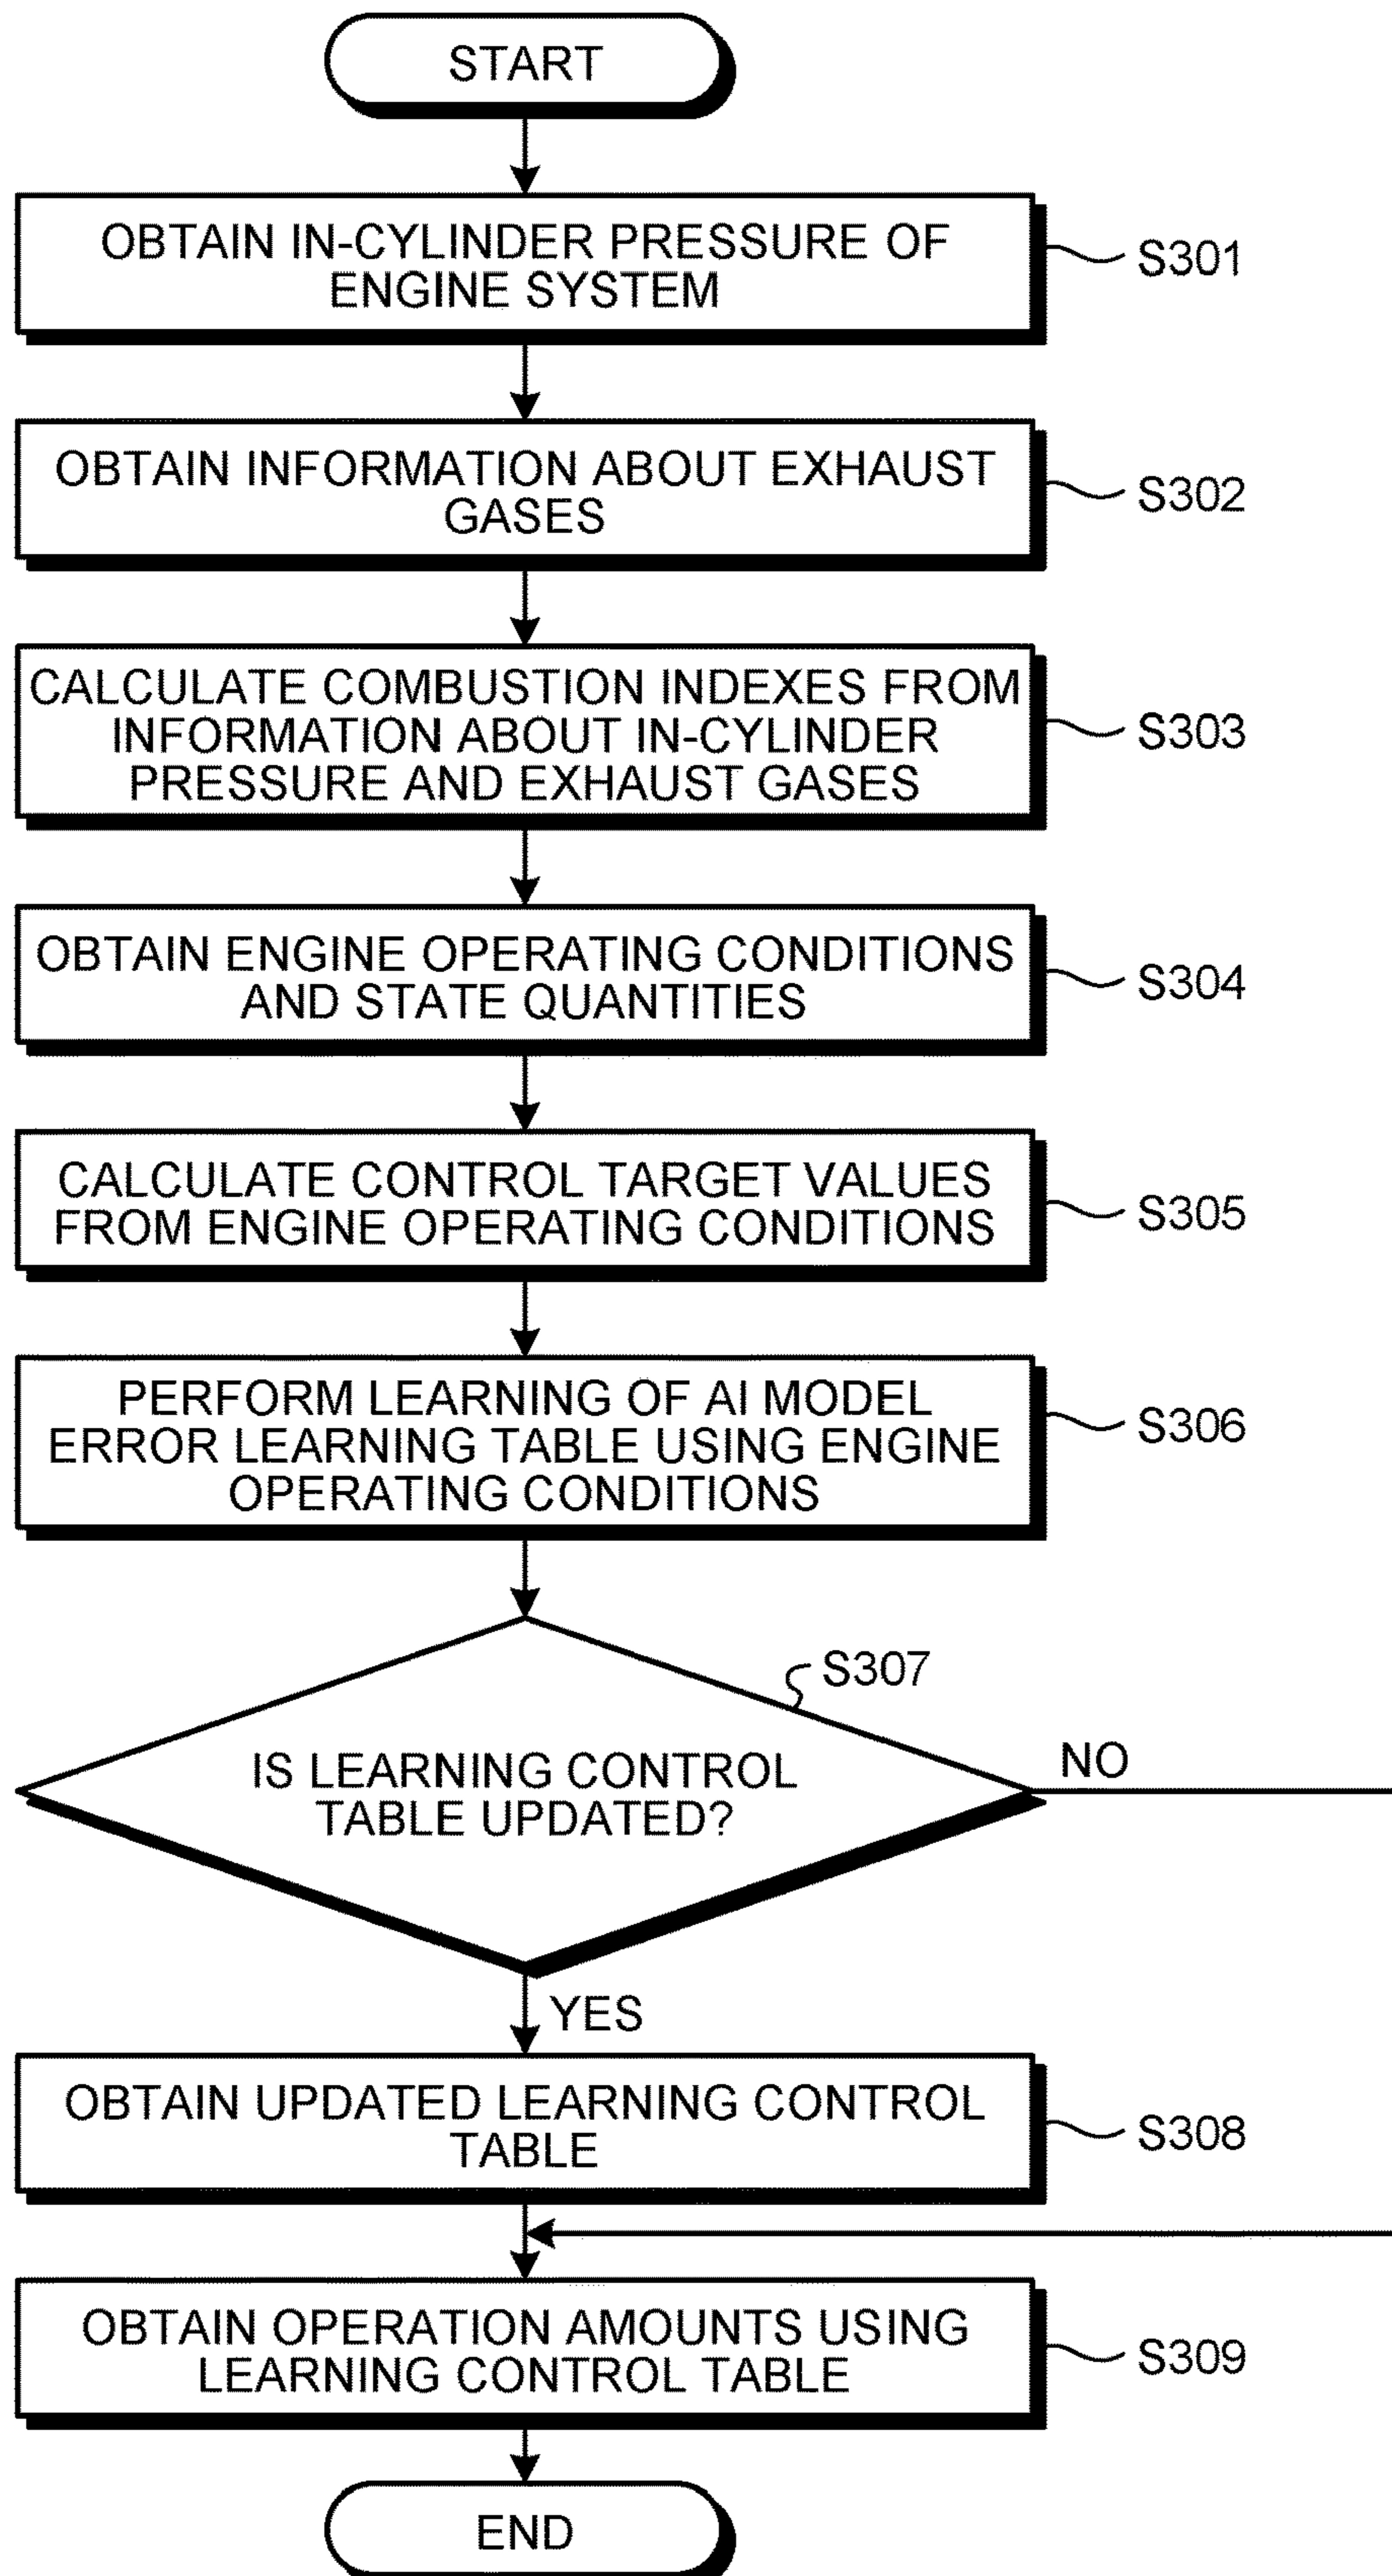 START
OBTAIN IN-CYLINDER PRESSURE OF
ENGINE SYSTEM
S301
OBTAIN INFORMATION ABOUT EXHAUST
GASES
S302
CALCULATE COMBUSTION INDEXES FROM
INFORMATION ABOUT IN-CYLINDER
PRESSURE AND EXHAUST GASES
S303
OBTAIN ENGINE OPERATING CONDITIONS
AND STATE QUANTITIES
S304
CALCULATE CONTROL TARGET VALUES
FROM ENGINE OPERATING CONDITIONS
S305
PERFORM LEARNING OF AI MODEL
ERROR LEARNING TABLE USING ENGINE
OPERATING CONDITIONS
S306
S307
IS LEARNING CONTROL
TABLE UPDATED?
NO
YES
OBTAIN UPDATED LEARNING CONTROL
TABLE
S308
OBTAIN OPERATION AMOUNTS USING
LEARNING CONTROL TABLE
S309
END